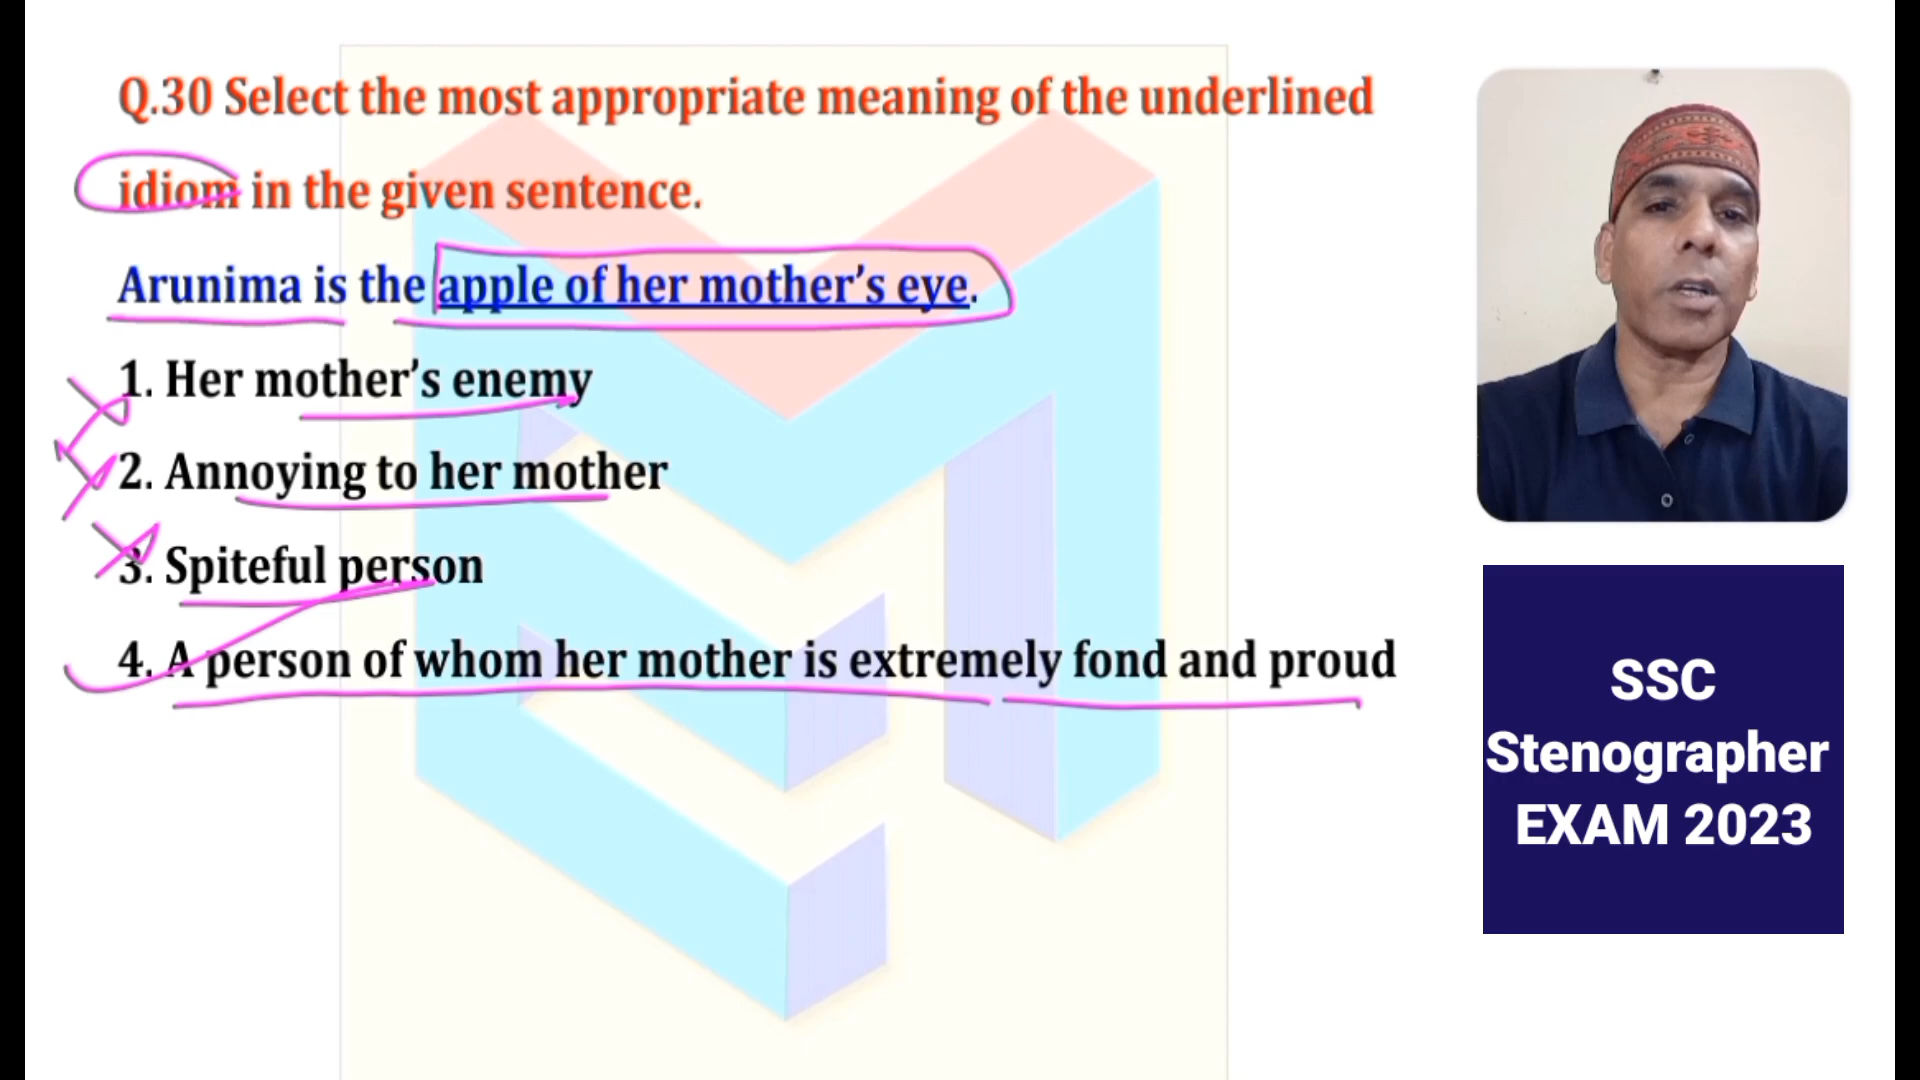 Q.30 Select the most appropriate meaning of the underlined
idiom in the given sentence.
Arunima is the apple of her mother’s eye.
1. Her mother’s enemy
2. Annoying to her mother
3. Spiteful person
4. A person of whom her mother is extremely fond and proud
SSC
Stenographer
EXAM 2023